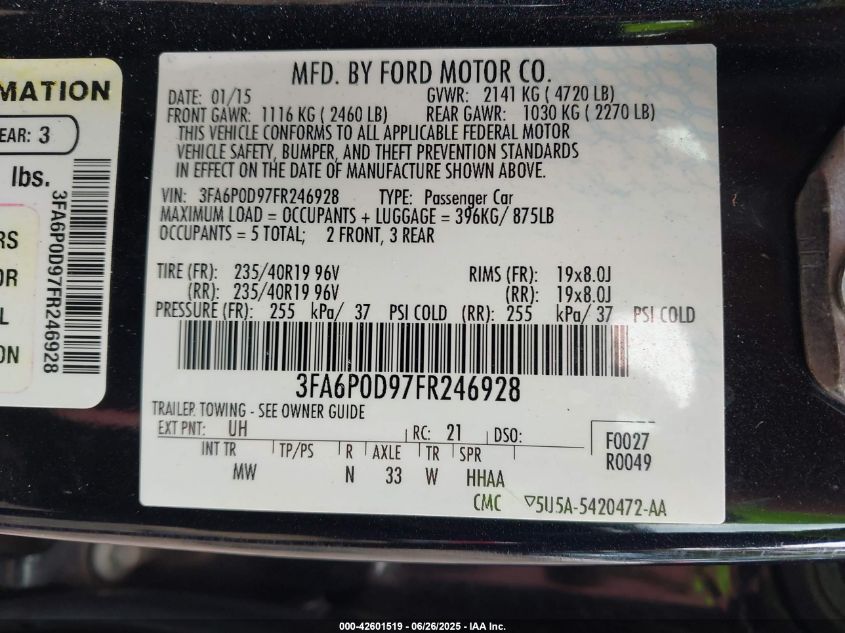 MATION
EAR: 3
lbs.
RS
OR
L
ON
3FA6P0D97FR246928
MFD. BY FORD MOTOR CO.
DATE: 01/15 GVWR: 2141 KG ( 4720 LB)
FRONT GAWR: 1116 KG ( 2460 LB) REAR GAWR: 1030 KG ( 2270 LB)
THIS VEHICLE CONFORMS TO ALL APPLICABLE FEDERAL MOTOR
VEHICLE SAFETY, BUMPER, AND THEFT PREVENTION STANDARDS
IN EFFECT ON THE DATE OF MANUFACTURE SHOWN ABOVE.
VIN: 3FA6P0D97FR246928 TYPE: Passenger Car
MAXIMUM LOAD = OCCUPANTS + LUGGAGE = 396KG/ 875LB
OCCUPANTS = 5 TOTAL; 2 FRONT, 3 REAR
TIRE (FR): 235/40R19 96V RIMS (FR): 19x8.0J
(RR): 235/40R19 96V (RR): 19x8.0J
PRESSURE (FR): 255 kPa/ 37 PSI COLD (RR): 255 kPa/ 37 PSI COLD
3FA6P0D97FR246928
TRAILER TOWING - SEE OWNER GUIDE
EXT PNT: UH RC: 21 DSO: F0027
INT TR TP/PS R AXLE TR SPR R0049
MW N 33 W HHAA
CMC ▽5U5A-5420472-AA
000-42601519 - 06/26/2025 - IAA Inc.